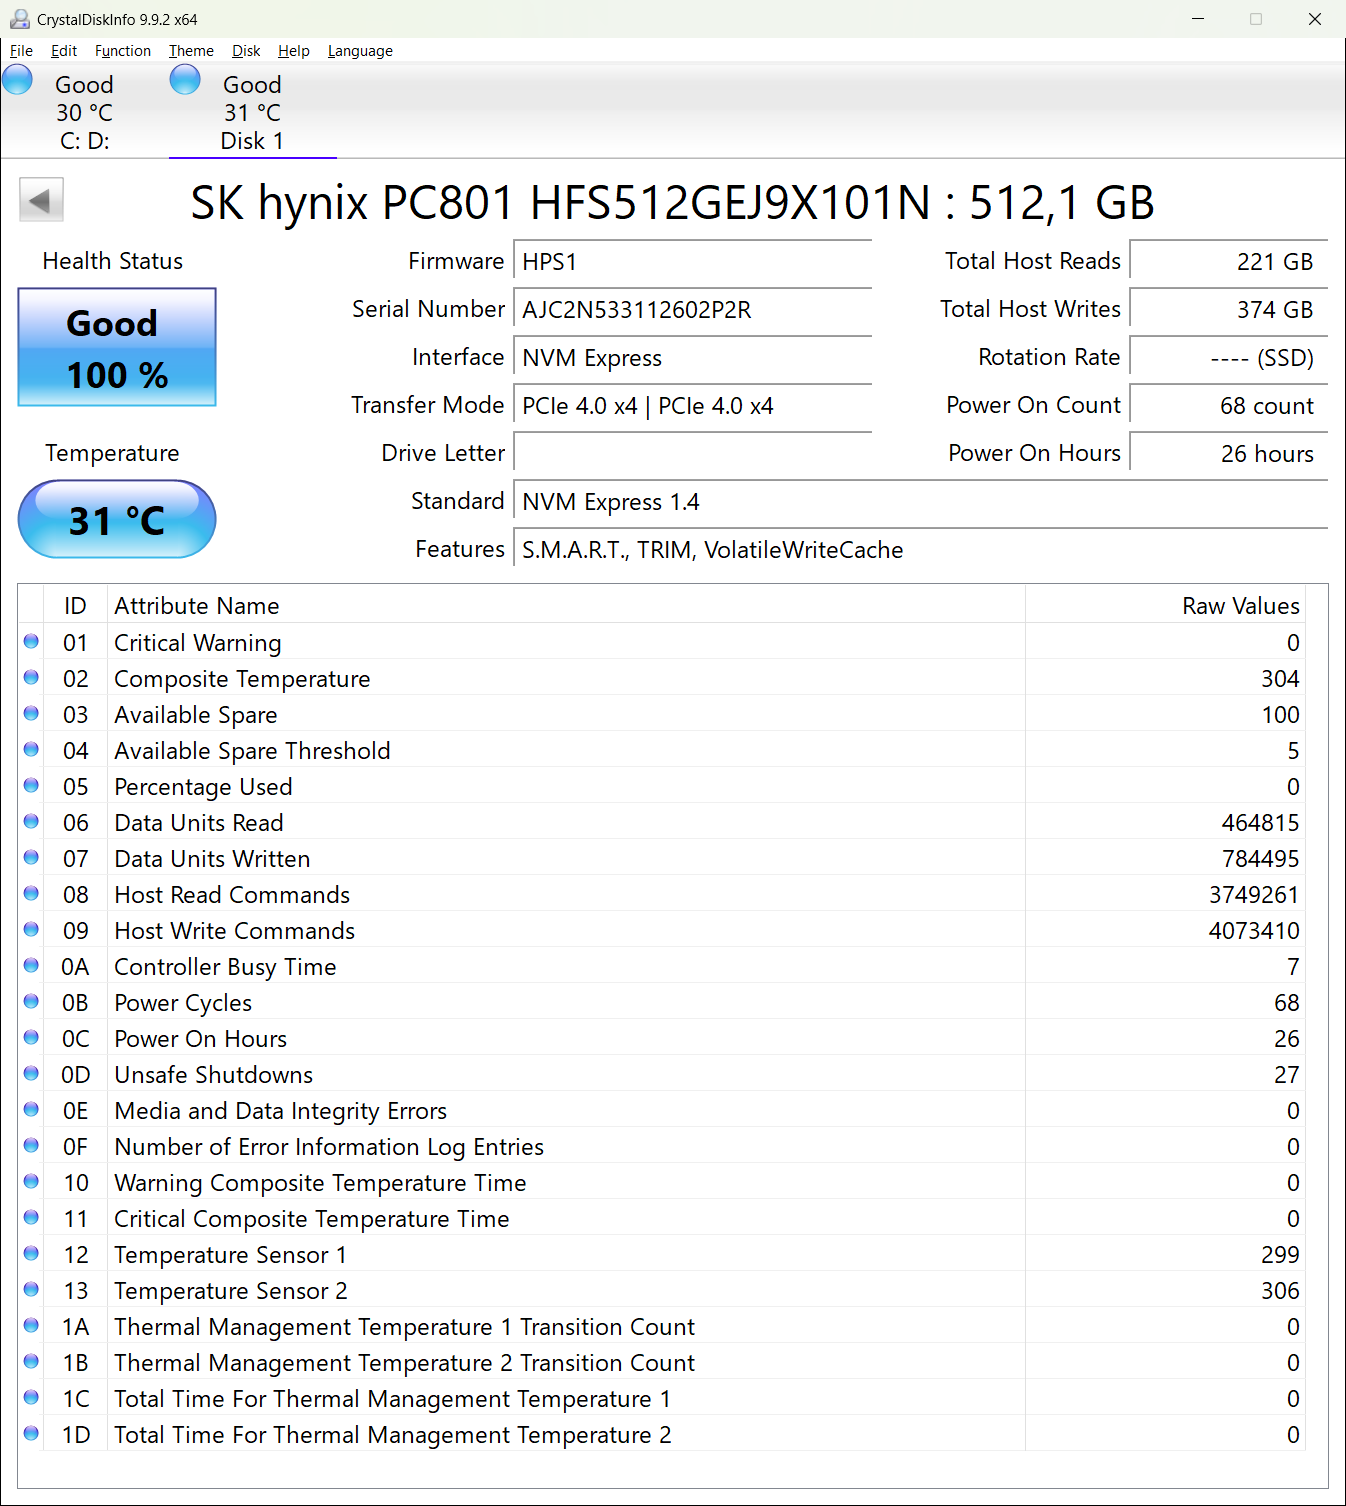 CrystalDiskInfo 9.9.2 x64
File Edit Function Theme Disk Help Language
Good Good
30 °C 31 °C
C: D: Disk 1
SK hynix PC801 HFS512GEJ9X101N : 512,1 GB
Health Status Firmware HPS1 Total Host Reads 221 GB
Good Serial Number AJC2N533112602P2R Total Host Writes 374 GB
100 % Interface NVM Express Rotation Rate ---- (SSD)
Transfer Mode PCIe 4.0 x4 | PCIe 4.0 x4 Power On Count 68 count
Temperature Drive Letter Power On Hours 26 hours
31 °C Standard NVM Express 1.4
Features S.M.A.R.T., TRIM, VolatileWriteCache
ID Attribute Name Raw Values
01 Critical Warning 0
02 Composite Temperature 304
03 Available Spare 100
04 Available Spare Threshold 5
05 Percentage Used 0
06 Data Units Read 464815
07 Data Units Written 784495
08 Host Read Commands 3749261
09 Host Write Commands 4073410
0A Controller Busy Time 7
0B Power Cycles 68
0C Power On Hours 26
0D Unsafe Shutdowns 27
0E Media and Data Integrity Errors 0
0F Number of Error Information Log Entries 0
10 Warning Composite Temperature Time 0
11 Critical Composite Temperature Time 0
12 Temperature Sensor 1 299
13 Temperature Sensor 2 306
1A Thermal Management Temperature 1 Transition Count 0
1B Thermal Management Temperature 2 Transition Count 0
1C Total Time For Thermal Management Temperature 1 0
1D Total Time For Thermal Management Temperature 2 0